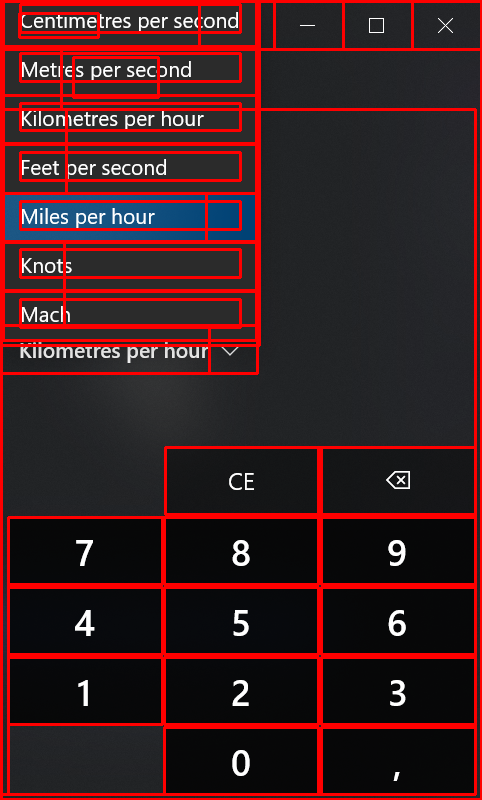 Centimetres per second
Metres per second
Kilometres per hour
Feet per second
Miles per hour
Knots
Mach
Kilometres per hour
CE
7 8 9
4 5 6
1 2 3
0 ,